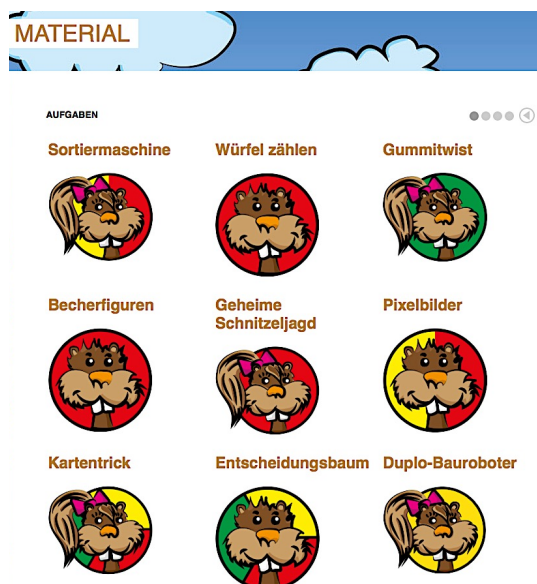 MATERIAL
AUFGABEN
Sortiermaschine
Würfel zählen
Gummitwist
Becherfiguren
Geheime
Schnitzeljagd
Pixelbilder
Kartentrick
Entscheidungsbaum
Duplo-Bauroboter